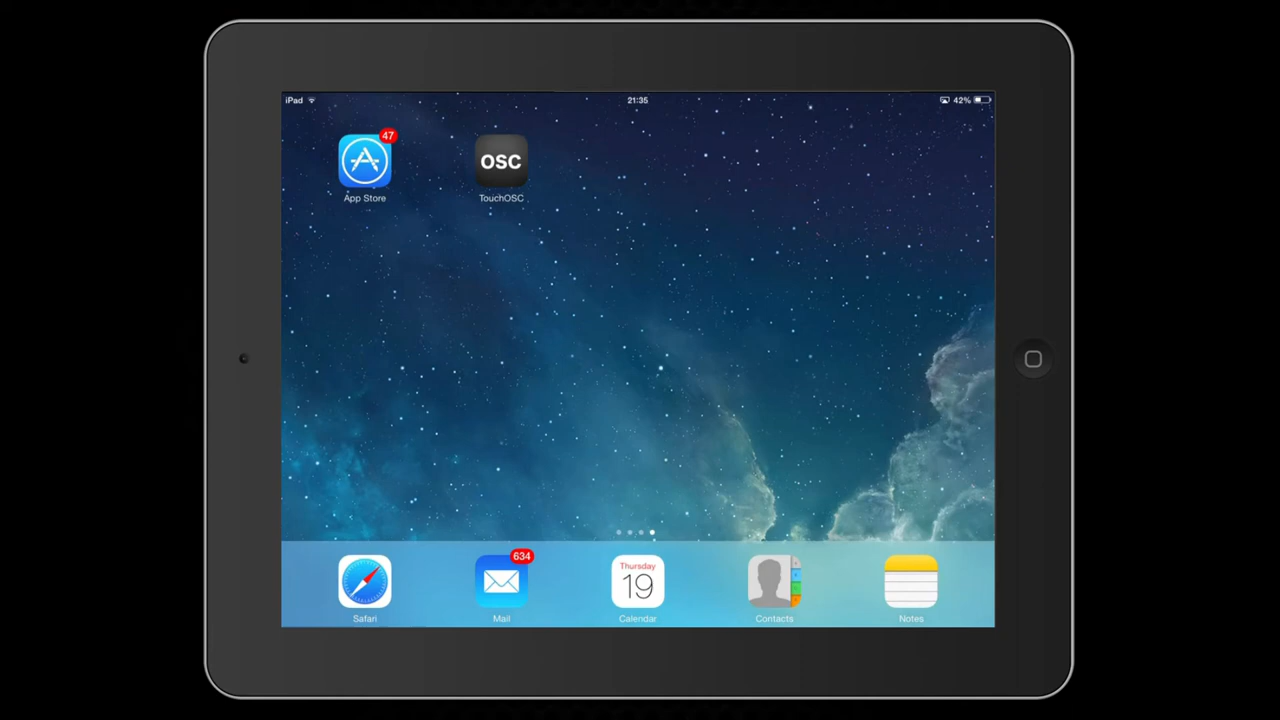 iPad 21:35 42%
47
OSC
App Store TouchOSC
634
Thursday
19
Safari Mail Calendar Contacts Notes